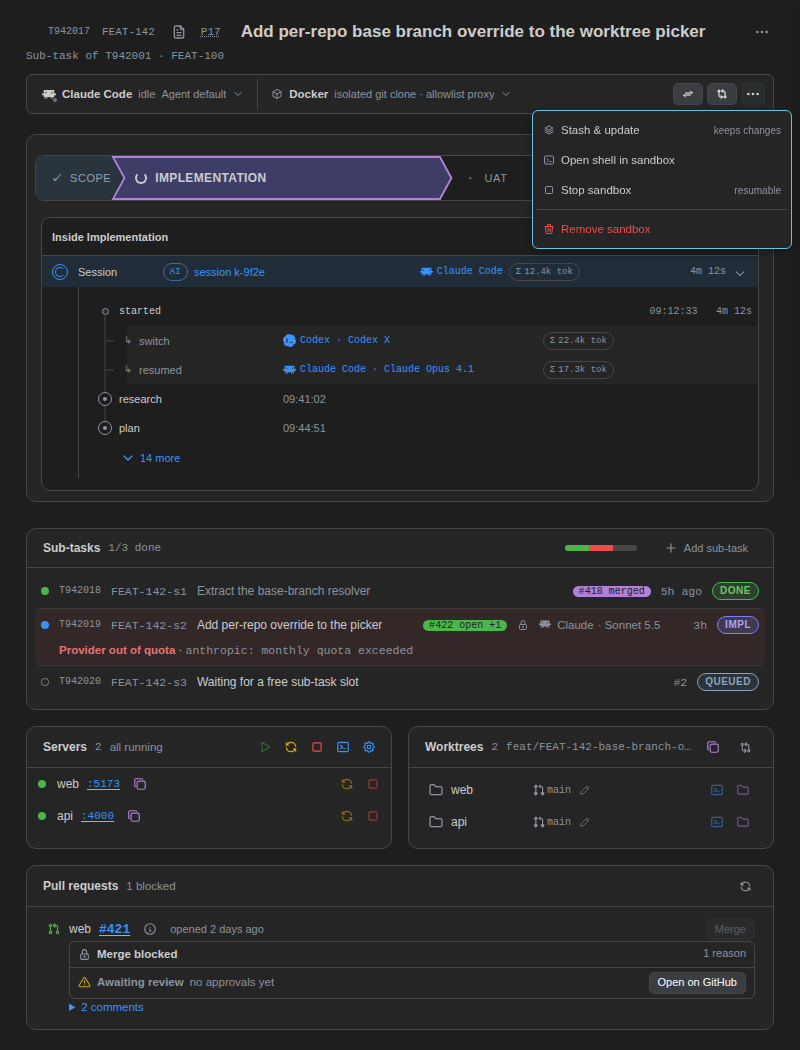 T942017 FEAT-142 P17 Add per-repo base branch override to the worktree picker
Sub-task of T942001 · FEAT-100
Claude Code idle Agent default Docker isolated git clone · allowlist proxy
Stash & update keeps changes
Open shell in sandbox
Stop sandbox resumable
Remove sandbox
SCOPE IMPLEMENTATION · UAT
Inside Implementation
Session AI session k-9f2e Claude Code Σ 12.4k tok 4m 12s
started 09:12:33 4m 12s
↳ switch Codex · Codex X Σ 22.4k tok
↳ resumed Claude Code · Claude Opus 4.1 Σ 17.3k tok
research 09:41:02
plan 09:44:51
14 more
Sub-tasks 1/3 done Add sub-task
T942018 FEAT-142-s1 Extract the base-branch resolver #418 merged 5h ago DONE
T942019 FEAT-142-s2 Add per-repo override to the picker #422 open +1 Claude · Sonnet 5.5 3h IMPL
Provider out of quota · anthropic: monthly quota exceeded
T942020 FEAT-142-s3 Waiting for a free sub-task slot #2 QUEUED
Servers 2 all running
web :5173
api :4000
Worktrees 2 feat/FEAT-142-base-branch-o…
web main
api main
Pull requests 1 blocked
web #421 opened 2 days ago Merge
Merge blocked 1 reason
Awaiting review no approvals yet Open on GitHub
2 comments